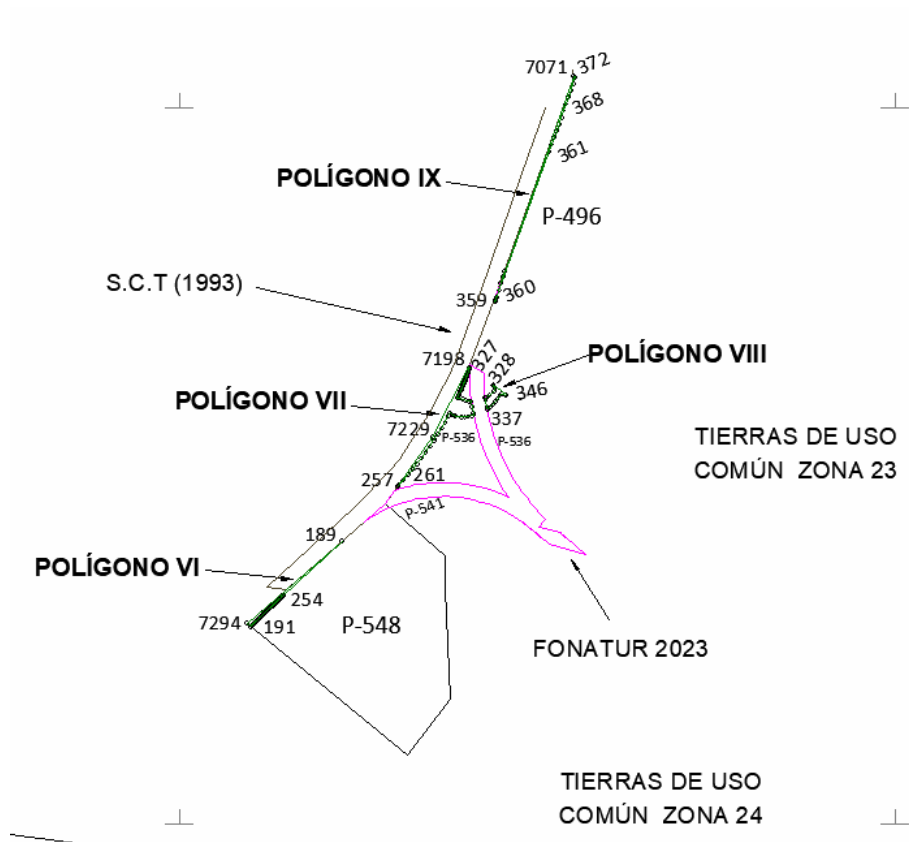 7071
372
368
361
POLÍGONO IX
P-496
S.C.T (1993)
359
360
7198
327
328
POLÍGONO VIII
346
POLÍGONO VII
337
7229
P-536
P-536
TIERRAS DE USO
COMÚN ZONA 23
257
261
P-541
189
POLÍGONO VI
254
7294
191
P-548
FONATUR 2023
TIERRAS DE USO
COMÚN ZONA 24